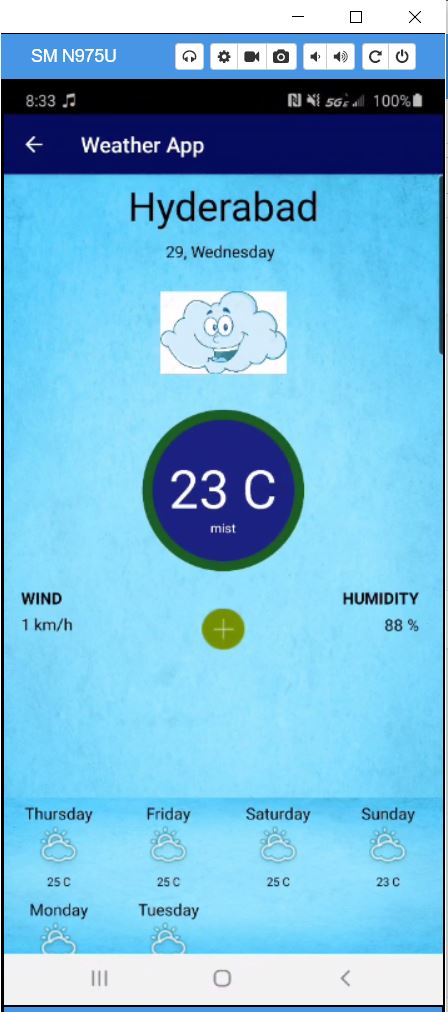 SM N975U
8:33 5GE 100%
Weather App
Hyderabad
29, Wednesday
23 C
mist
WIND HUMIDITY
1 km/h 88 %
Thursday Friday Saturday Sunday
25 C 25 C 25 C 23 C
Monday Tuesday